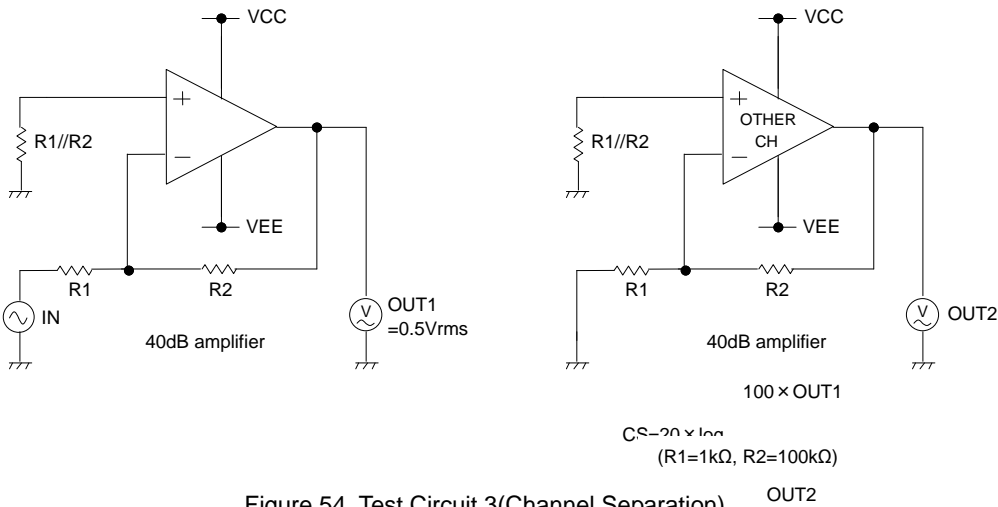 VCC
VCC
+
+
OTHER
CH
R1//R2
R1//R2
−
−
VEE
VEE
R1
R2
R1
R2
IN
OUT1
=0.5Vrms
OUT2
40dB amplifier
40dB amplifier
100×OUT1
CS=20×log
(R1=1kΩ, R2=100kΩ)
OUT2
Figure 54. Test Circuit 3(Channel Separation)